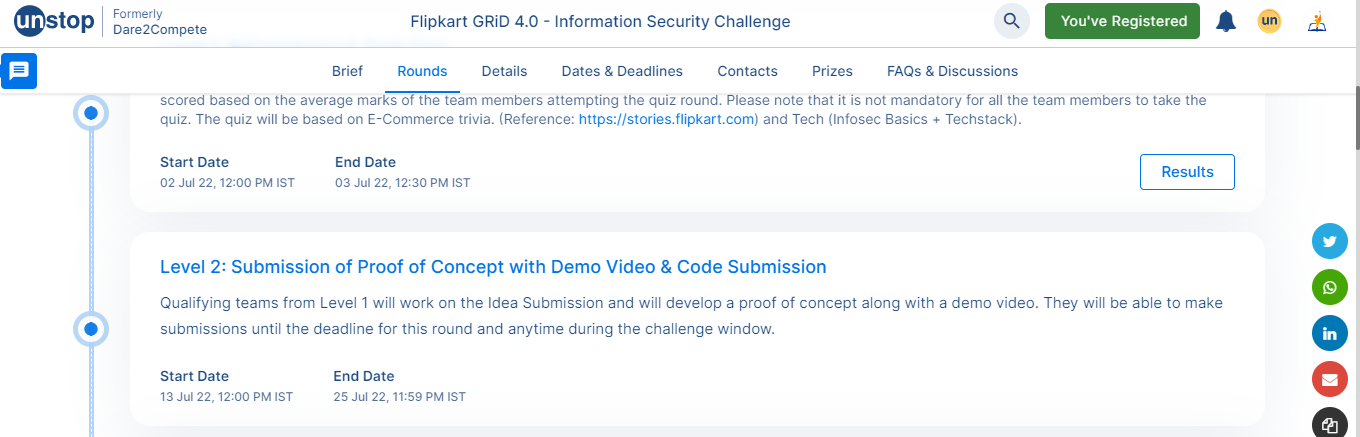 unstop
Formerly
Dare2Compete
Flipkart GRiD 4.0 - Information Security Challenge
You've Registered
un
Brief
Rounds
Details
Dates & Deadlines
Contacts
Prizes
FAQs & Discussions
scored based on the average marks of the team members attempting the quiz round. Please note that it is not mandatory for all the team members to take the
quiz. The quiz will be based on E-Commerce trivia. (Reference: https://stories.flipkart.com) and Tech (Infosec Basics + Techstack).
Start Date
02 Jul 22, 12:00 PM IST
End Date
03 Jul 22, 12:30 PM IST
Results
Level 2: Submission of Proof of Concept with Demo Video & Code Submission
Qualifying teams from Level 1 will work on the Idea Submission and will develop a proof of concept along with a demo video. They will be able to make
submissions until the deadline for this round and anytime during the challenge window.
Start Date
13 Jul 22, 12:00 PM IST
End Date
25 Jul 22, 11:59 PM IST
in